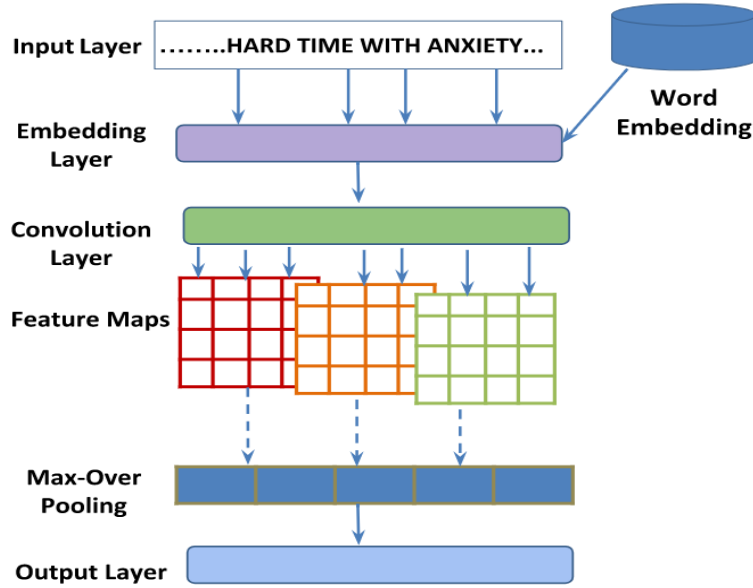 Input Layer
........HARD TIME WITH ANXIETY...
Word
Embedding
Embedding
Layer
Convolution
Layer
Feature Maps
Max-Over
Pooling
Output Layer